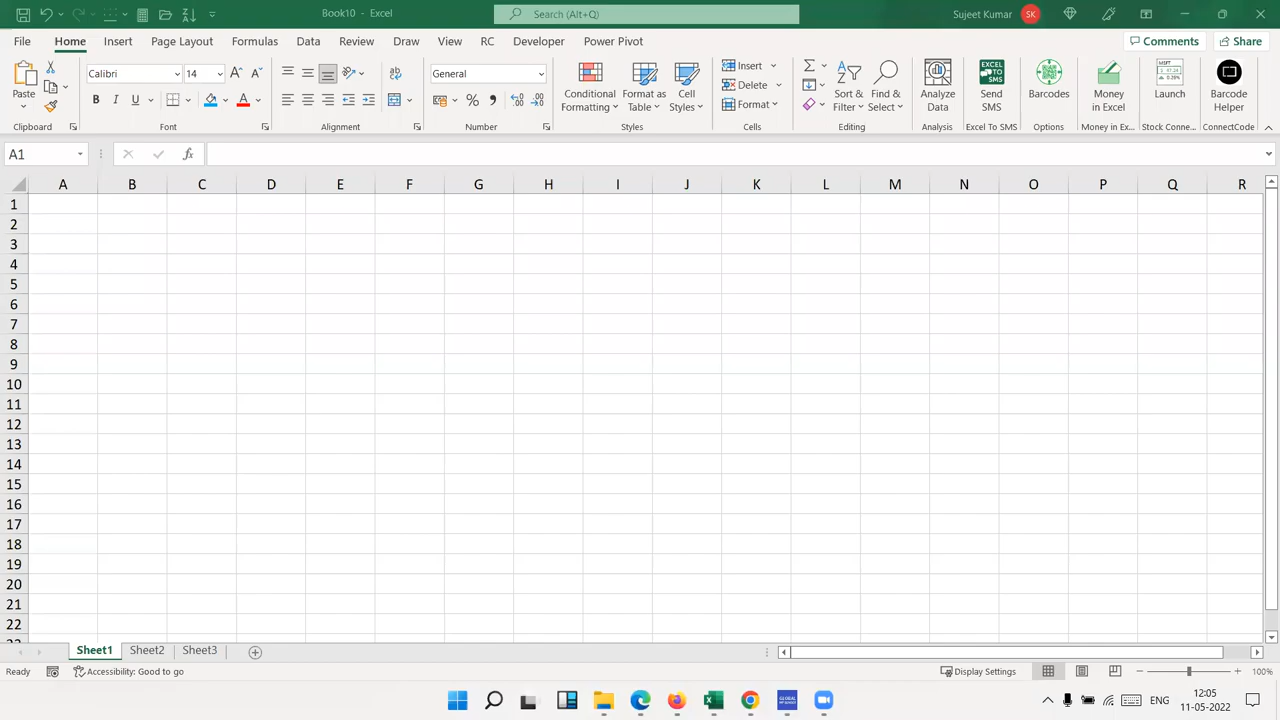 Book10 - Excel
Search (Alt+Q)
Sujeet Kumar SK
File Home Insert Page Layout Formulas Data Review View Draw RC Developer Power Pivot Comments Share
Calibri 14 General
Paste
B I U A
Conditional Formatting
Format as Table
Cell Styles
Insert
Delete
Format
Sort & Filter
Find & Select
Analyze Data
EXCEL TO SMS
Send SMS
Barcodes
Money in Excel
MSFT
Launch
Barcode Helper
Clipboard Font Alignment Number Styles Cells Editing Analysis Excel To SMS Options Money in Ex... Stock Conne... ConnectCode
A1 fx
A B C D E F G H I J K L M N O P Q R
1
2
3
4
5
6
7
8
9
10
11
12
13
14
15
16
17
18
19
20
21
22
23
Sheet1 Sheet2 Sheet3
Ready Accessibility: Good to go Display Settings 100%
ENG 12:05
11-05-2022